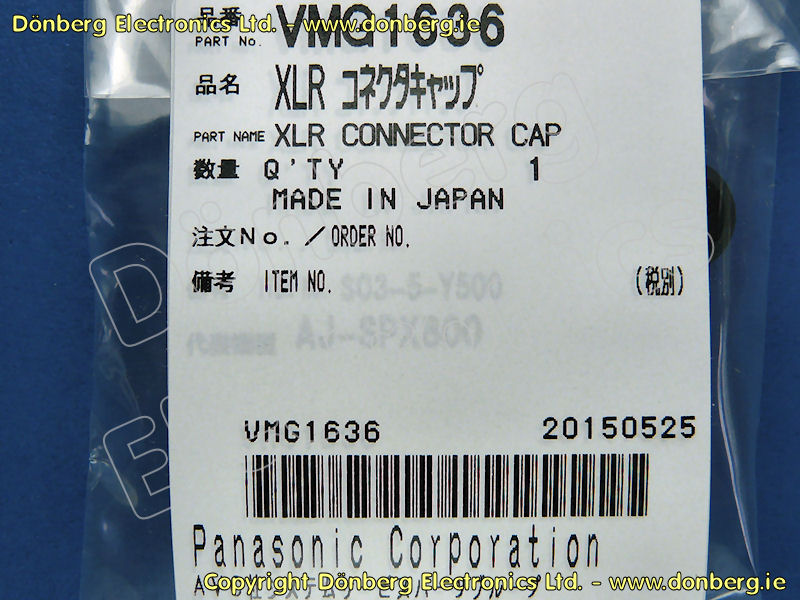 Dönberg Electronics Ltd. - www.donberg.ie
品番
PART No. VMG1636
品名 XLR コネクタキャップ
PART NAME XLR CONNECTOR CAP
数量 Q'TY 1
MADE IN JAPAN
注文No.／ORDER NO.
備考 ITEM NO. S03-5-Y500 (税別)
AJ-SPX800
VMG1636 20150525
Panasonic Corporation
Copyright Dönberg Electronics Ltd. - www.donberg.ie